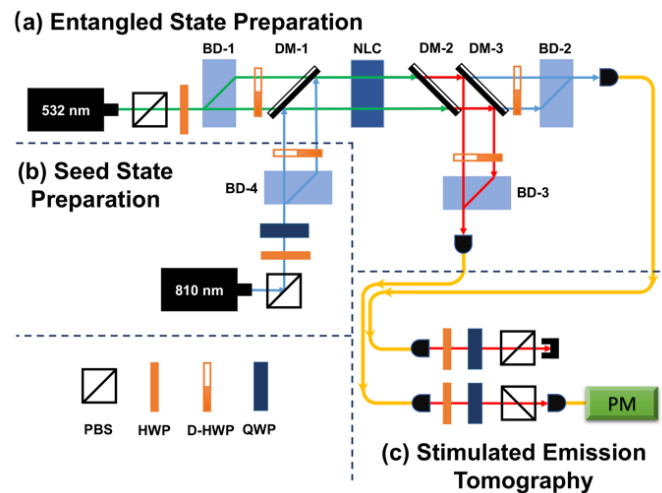 (a) Entangled State Preparation
BD-1 DM-1 NLC DM-2 DM-3 BD-2
532 nm
(b) Seed State
Preparation
BD-4
BD-3
810 nm
PBS HWP D-HWP QWP
PM
(c) Stimulated Emission
Tomography